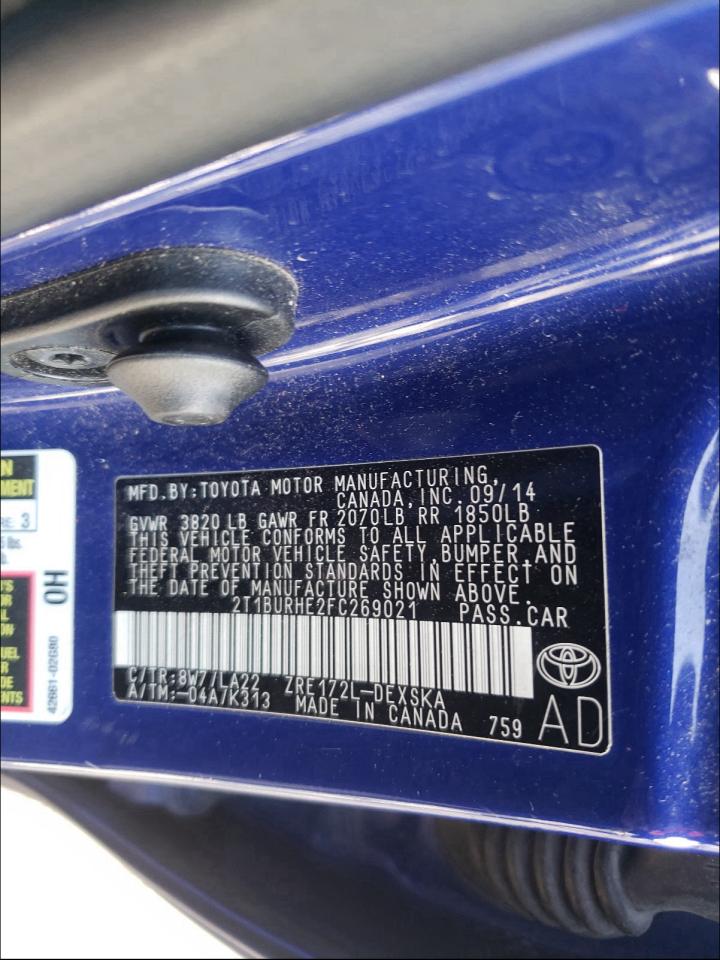 MFD. BY: TOYOTA MOTOR MANUFACTURING,
CANADA, INC. 09/14
GVWR 3820 LB GAWR FR 2070LB RR 1850LB
THIS VEHICLE CONFORMS TO ALL APPLICABLE
FEDERAL MOTOR VEHICLE SAFETY, BUMPER, AND
THEFT PREVENTION STANDARDS IN EFFECT ON
THE DATE OF MANUFACTURE SHOWN ABOVE.
2T1BURHE2FC269021 PASS. CAR
C/TR: 8W7/LA22 ZRE172L-DEXSKA
A/TM: -04A/K313 MADE IN CANADA 759
AD
3
lbs.
OH
42661-02G80